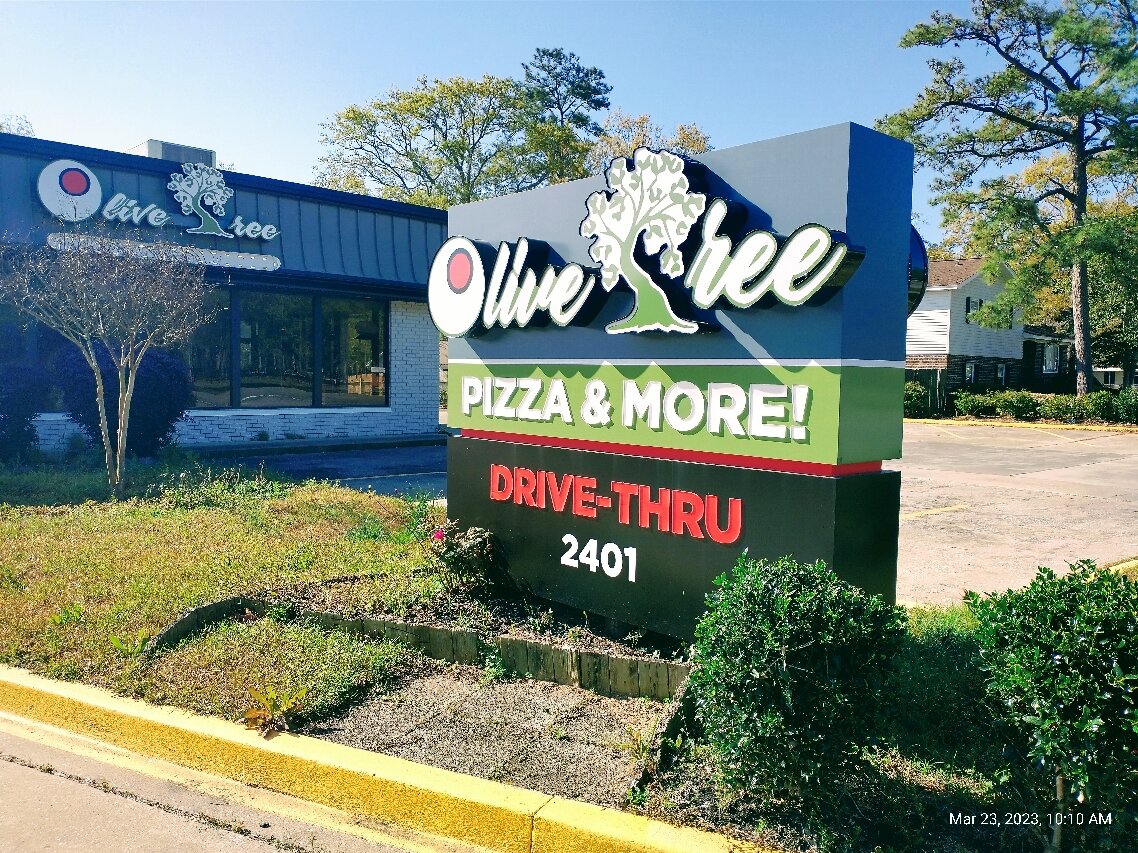 Olive Tree
Olive Tree
PIZZA & MORE!
DRIVE-THRU
2401
Mar 23, 2023, 10:10 AM